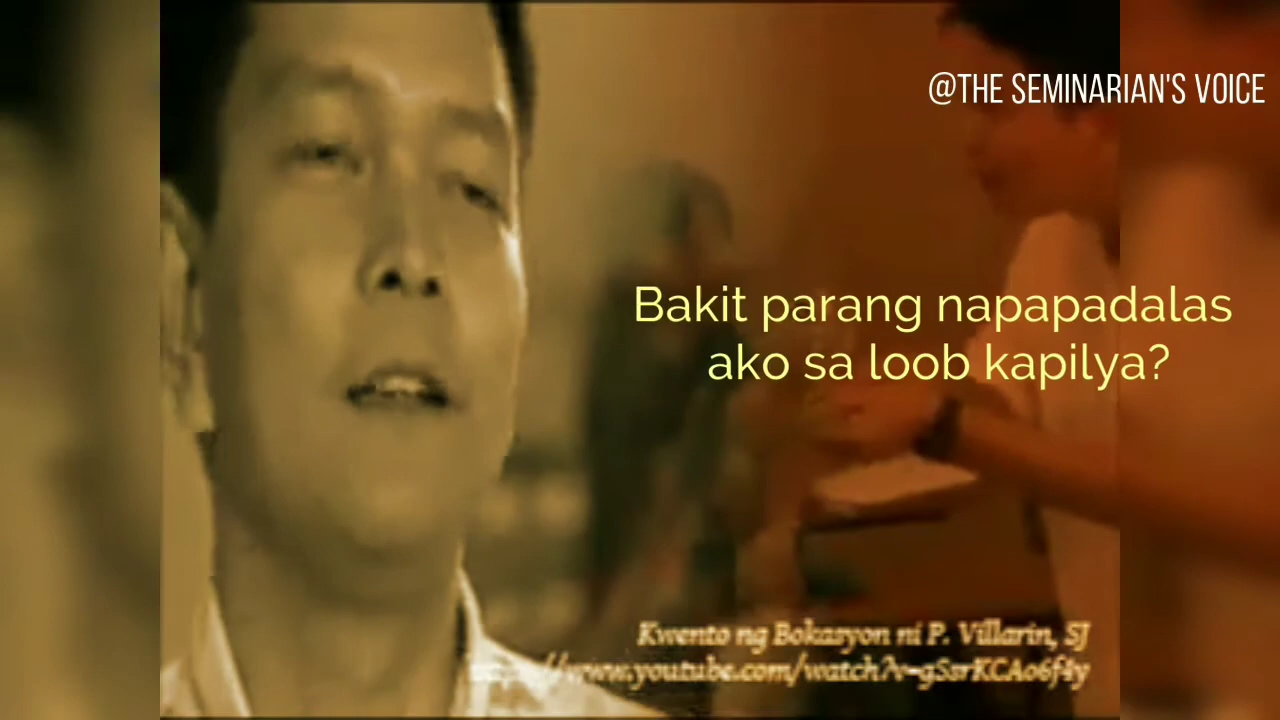 @THE SEMINARIAN'S VOICE
Bakit parang napapadalas
ako sa loob kapilya?
Kwento ng Bokasyon ni P. Villarin, SJ
//www.youtube.com/watch?v=gSsrKCAo6f4y